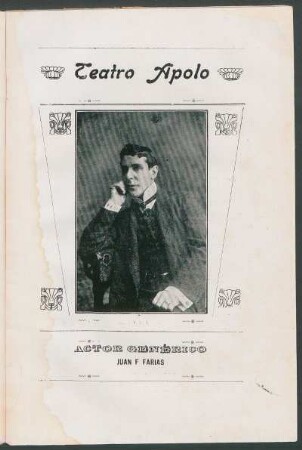 Teatro Apolo
ACTOR GENÉRICO
JUAN F FARIAS